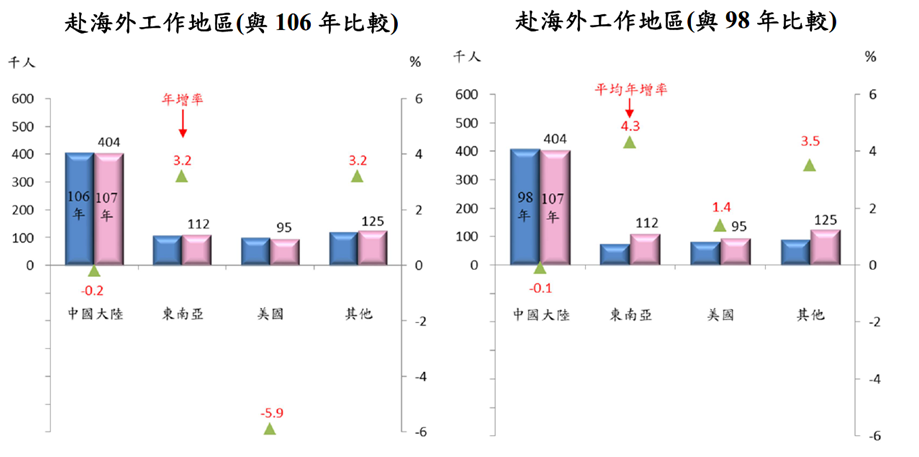 赴海外工作地區(與 106 年比較)
千人
%
600
500
400
300
200
100
0
6
4
2
0
-2
-4
-6
年增率
404
112
95
125
3.2
3.2
-0.2
-5.9
106
年
107
年
中國大陸
東南亞
美國
其他
赴海外工作地區(與 98 年比較)
千人
%
600
500
400
300
200
100
0
6
4
2
0
-2
-4
-6
平均年增率
4.3
3.5
1.4
-0.1
404
112
95
125
98
年
107
年
中國大陸
東南亞
美國
其他